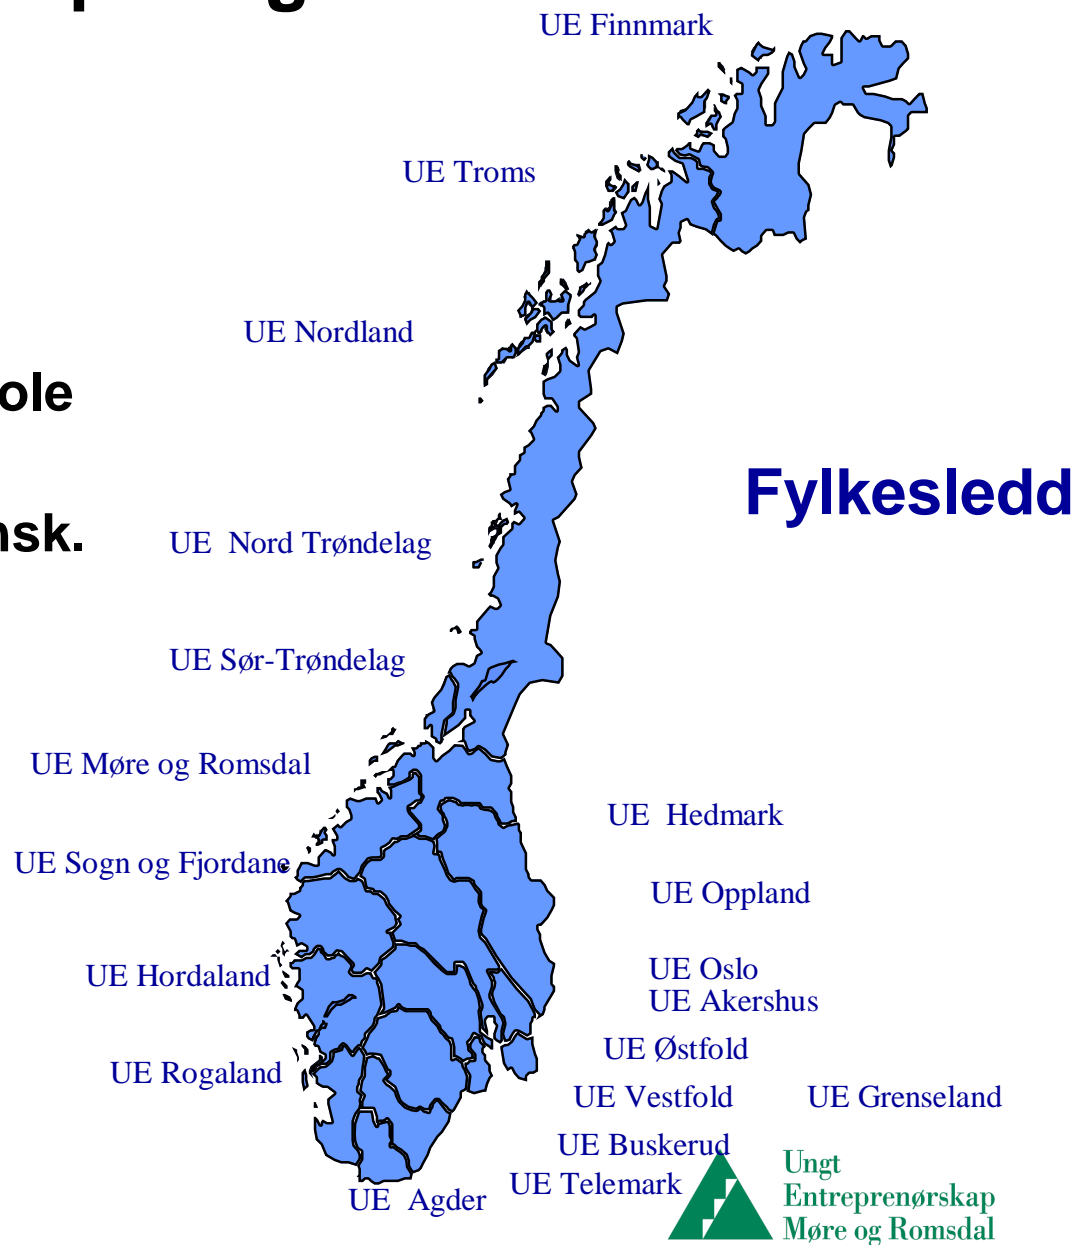 UE Finnmark
UE Troms
UE Nordland
ole
Fylkesledd
nsk.
UE Nord Trøndelag
UE Sør-Trøndelag
UE Møre og Romsdal
UE Hedmark
UE Sogn og Fjordane
UE Oppland
UE Hordaland
UE Oslo
UE Akershus
UE Østfold
UE Rogaland
UE Vestfold
UE Grenseland
UE Buskerud
UE Telemark
UE Agder
Ungt
Entreprenørskap
Møre og Romsdal